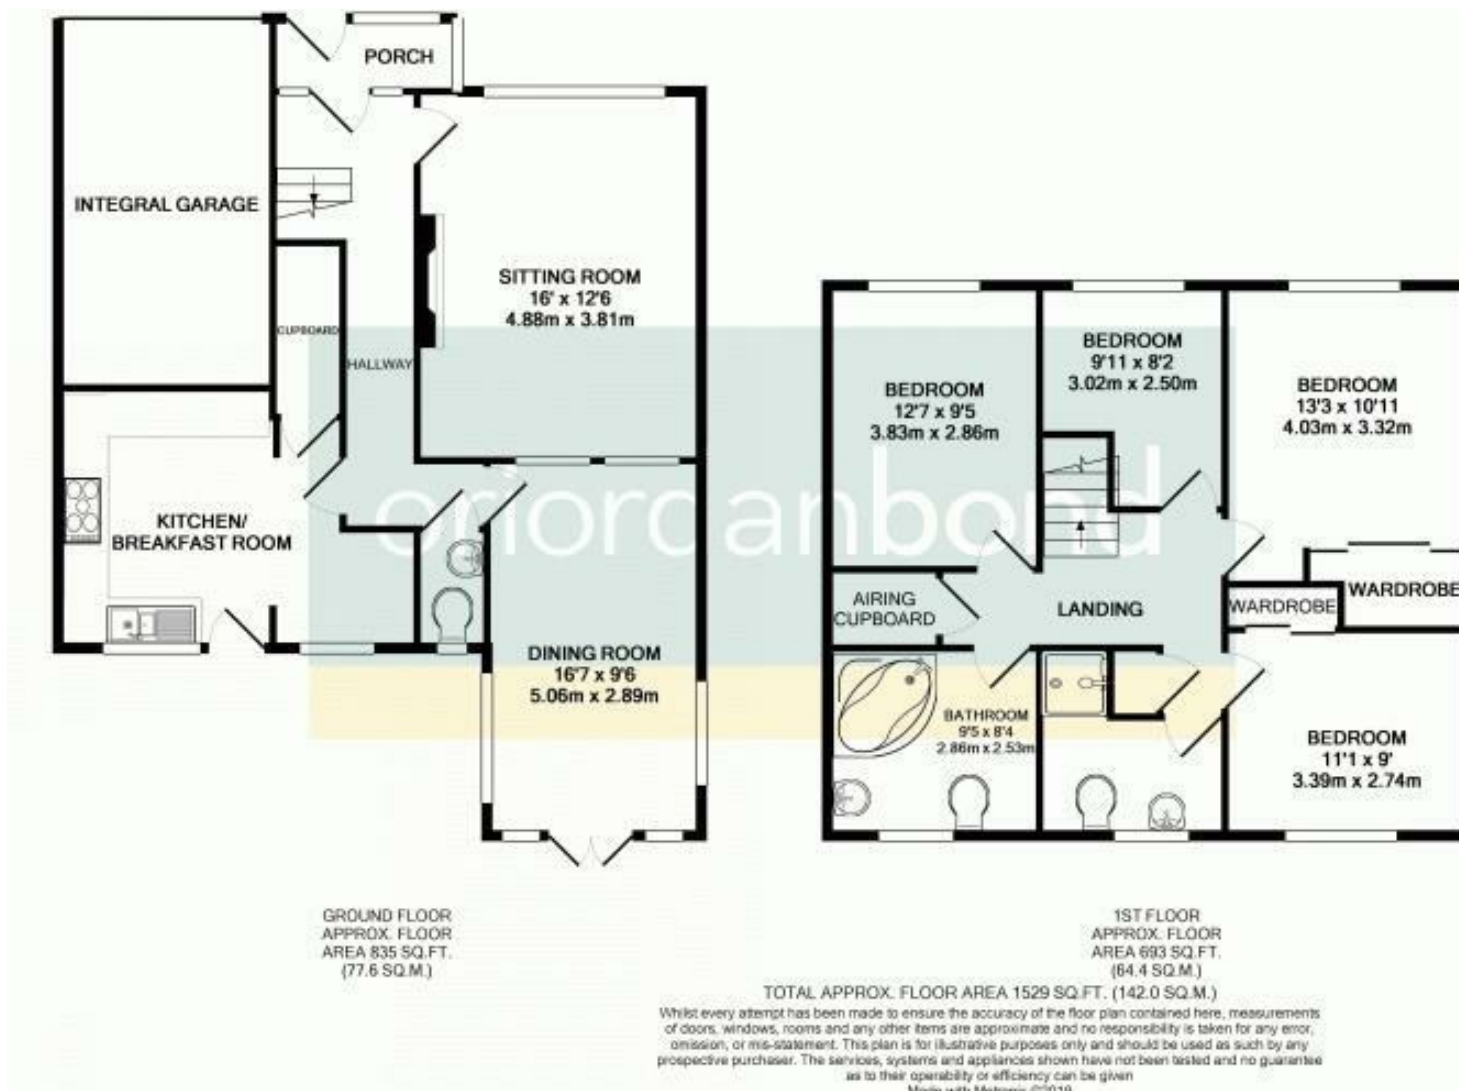 PORCH
INTEGRAL GARAGE
SITTING ROOM
16' x 12'6
4.88m x 3.81m
CUPBOARD
HALLWAY
KITCHEN/
BREAKFAST ROOM
DINING ROOM
16'7 x 9'6
5.06m x 2.89m
BEDROOM
12'7 x 9'5
3.83m x 2.86m
BEDROOM
9'11 x 8'2
3.02m x 2.50m
BEDROOM
13'3 x 10'11
4.03m x 3.32m
oriordanbond
AIRING
CUPBOARD
LANDING
WARDROBE
WARDROBE
BATHROOM
9'5 x 8'4
2.86m x 2.53m
BEDROOM
11'1 x 9'
3.39m x 2.74m
GROUND FLOOR
APPROX. FLOOR
AREA 835 SQ.FT.
(77.6 SQ.M.)
1ST FLOOR
APPROX. FLOOR
AREA 693 SQ.FT.
(64.4 SQ.M.)
TOTAL APPROX. FLOOR AREA 1529 SQ.FT. (142.0 SQ.M.)
Whilst every attempt has been made to ensure the accuracy of the floor plan contained here, measurements
of doors, windows, rooms and any other items are approximate and no responsibility is taken for any error,
omission, or mis-statement. This plan is for illustrative purposes only and should be used as such by any
prospective purchaser. The services, systems and appliances shown have not been tested and no guarantee
as to their operability or efficiency can be given
Made with Metropix ©2019